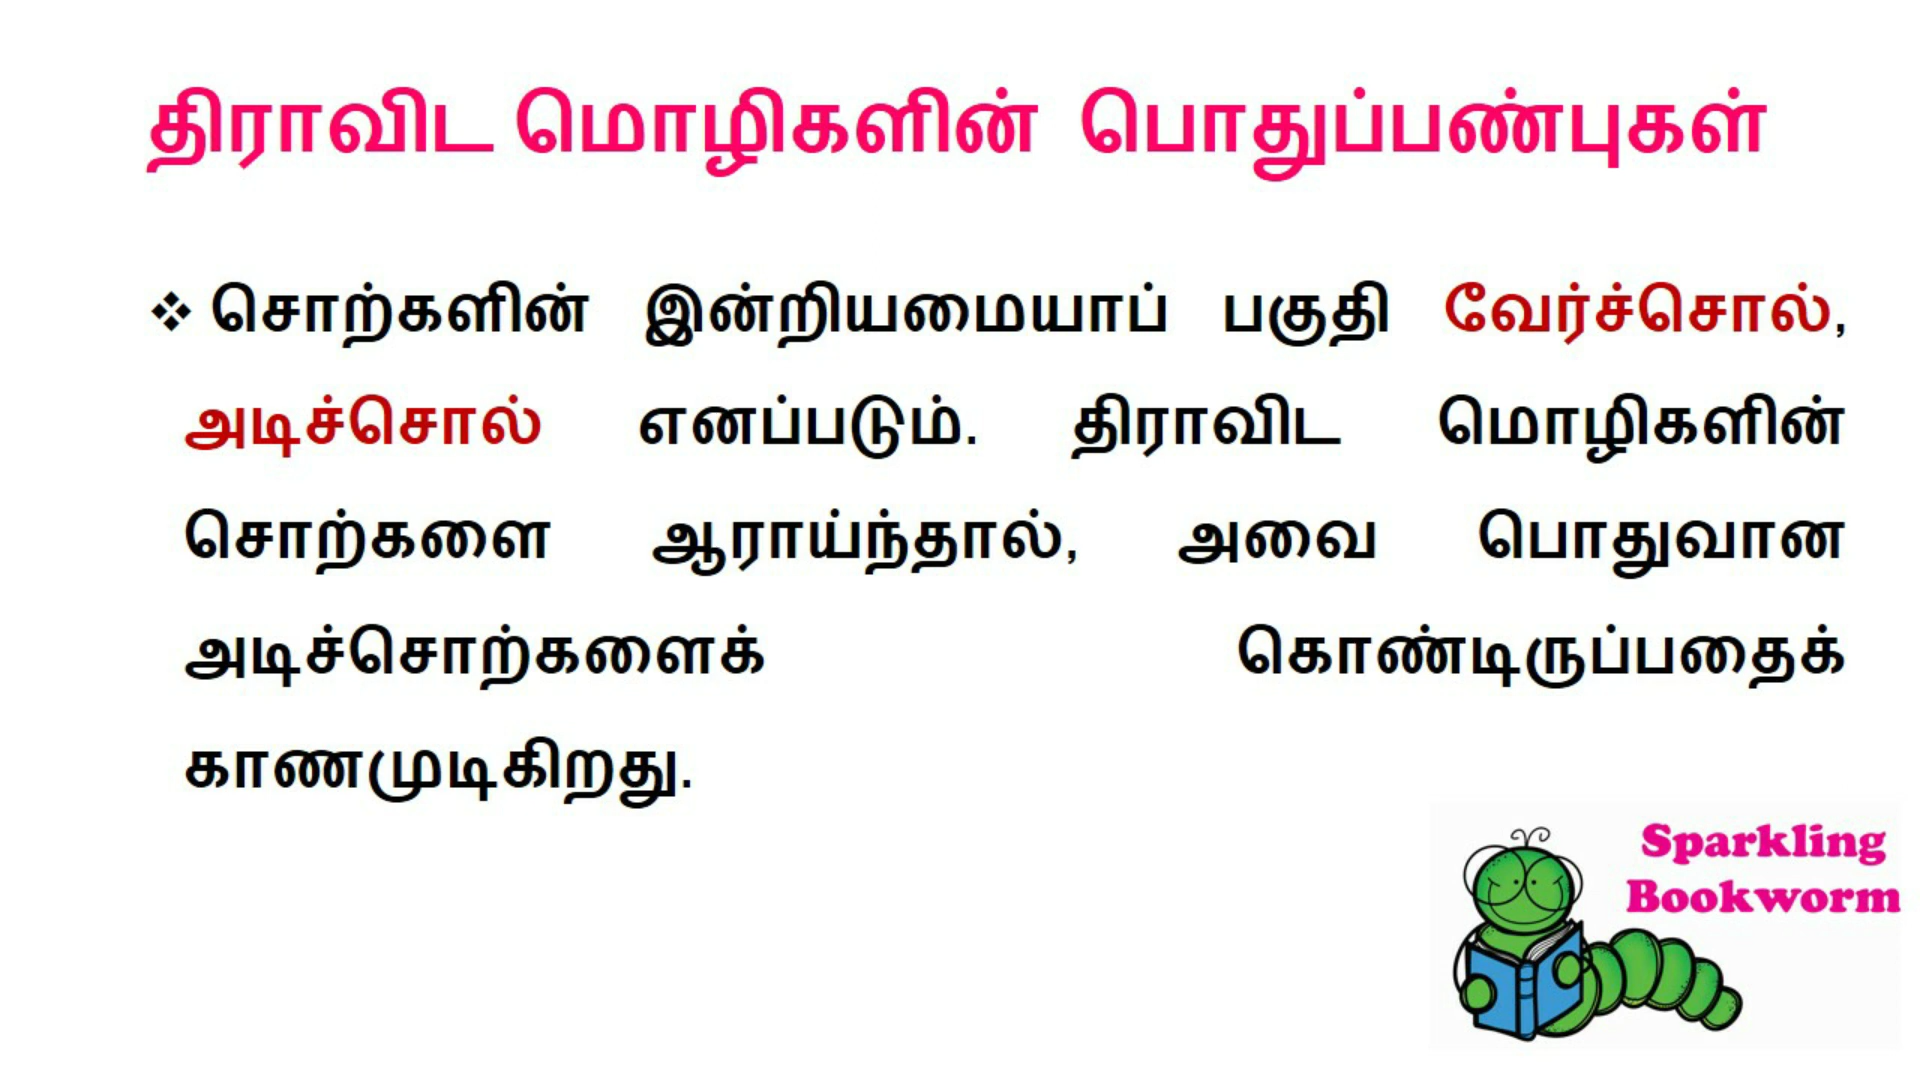 திராவிட மொழிகளின் பொதுப்பண்புகள்
❖ சொற்களின் இன்றியமையாப் பகுதி வேர்ச்சொல்,
அடிச்சொல் எனப்படும். திராவிட மொழிகளின்
சொற்களை ஆராய்ந்தால், அவை பொதுவான
அடிச்சொற்களைக் கொண்டிருப்பதைக்
காணமுடிகிறது.
Sparkling
Bookworm